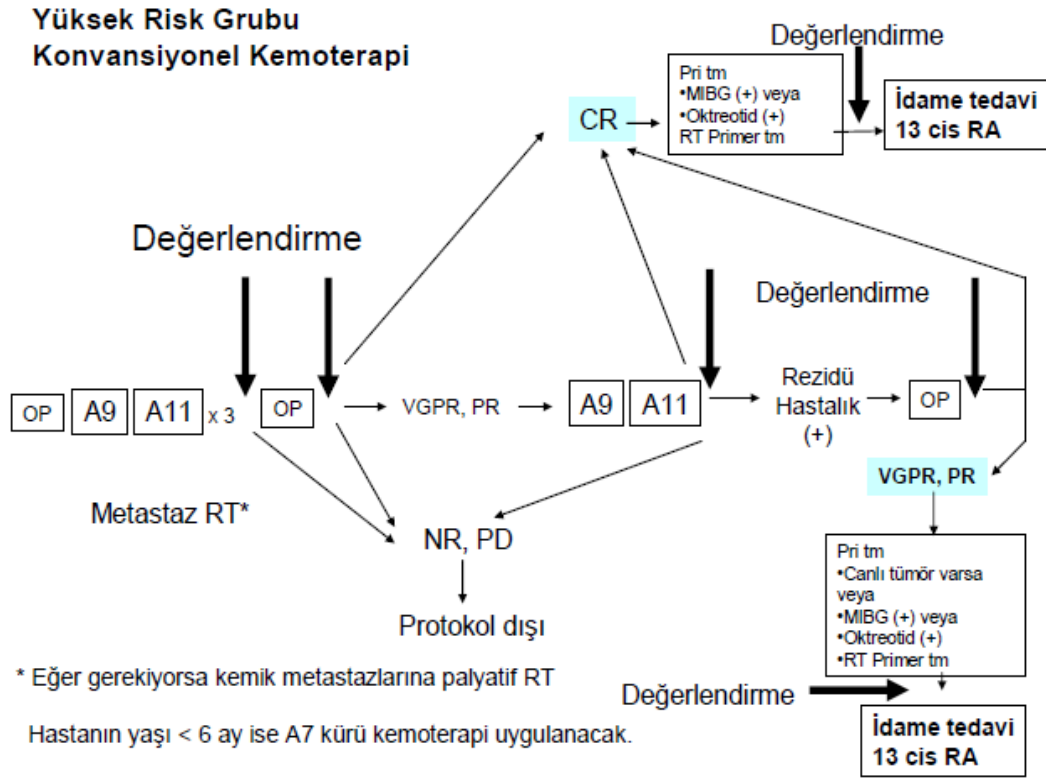 Yüksek Risk Grubu
Konvansiyonel Kemoterapi
Değerlendirme
Pri tm
•MIBG (+) veya
•Oktreotid (+)
RT Primer tm
CR
İdame tedavi
13 cis RA
Değerlendirme
Değerlendirme
OP A9 A11 x 3 OP
VGPR, PR
A9 A11
Rezidü
Hastalık
(+)
OP
VGPR, PR
Metastaz RT*
NR, PD
Protokol dışı
Pri tm
•Canlı tümör varsa
veya
•MIBG (+) veya
•Oktreotid (+)
•RT Primer tm
* Eğer gerekiyorsa kemik metastazlarına palyatif RT
Değerlendirme
Hastanın yaşı < 6 ay ise A7 kürü kemoterapi uygulanacak.
İdame tedavi
13 cis RA